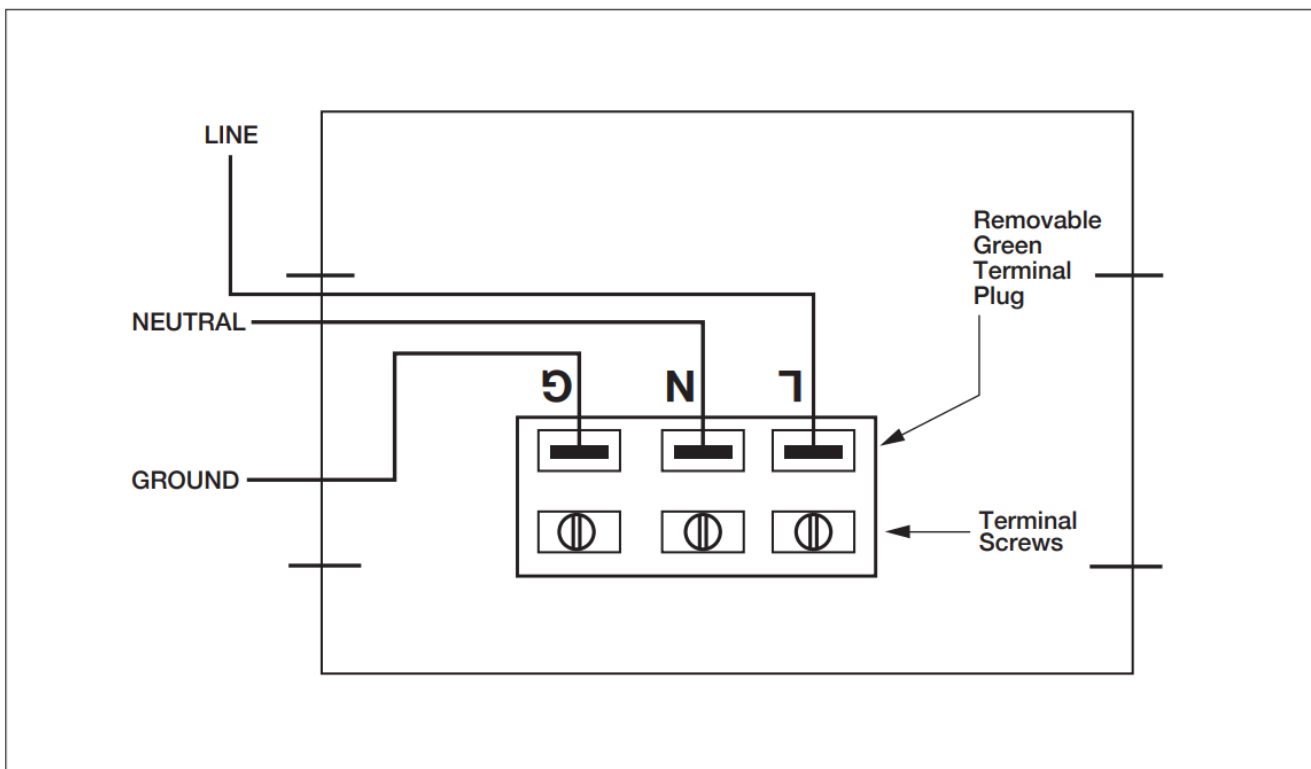 LINE
Removable
Green
Terminal
Plug
NEUTRAL
G N L
GROUND
Terminal
Screws